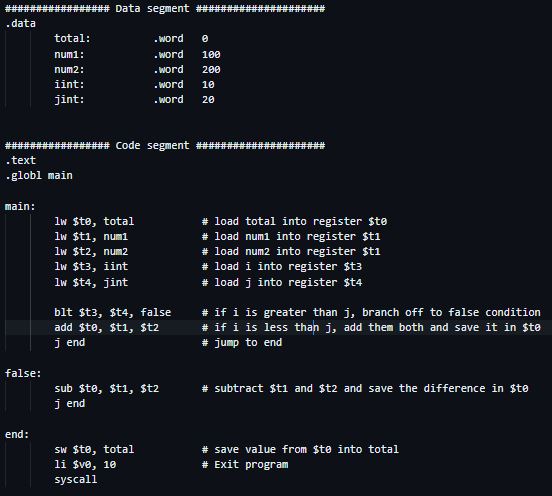 ################# Data segment #####################
.data
total: .word 0
num1: .word 100
num2: .word 200
iint: .word 10
jint: .word 20
################# Code segment #####################
.text
.globl main
main:
lw $t0, total # load total into register $t0
lw $t1, num1 # load num1 into register $t1
lw $t2, num2 # load num2 into register $t1
lw $t3, iint # load i into register $t3
lw $t4, jint # load j into register $t4
blt $t3, $t4, false # if i is greater than j, branch off to false condition
add $t0, $t1, $t2 # if i is less than j, add them both and save it in $t0
j end # jump to end
false:
sub $t0, $t1, $t2 # subtract $t1 and $t2 and save the difference in $t0
j end
end:
sw $t0, total # save value from $t0 into total
li $v0, 10 # Exit program
syscall